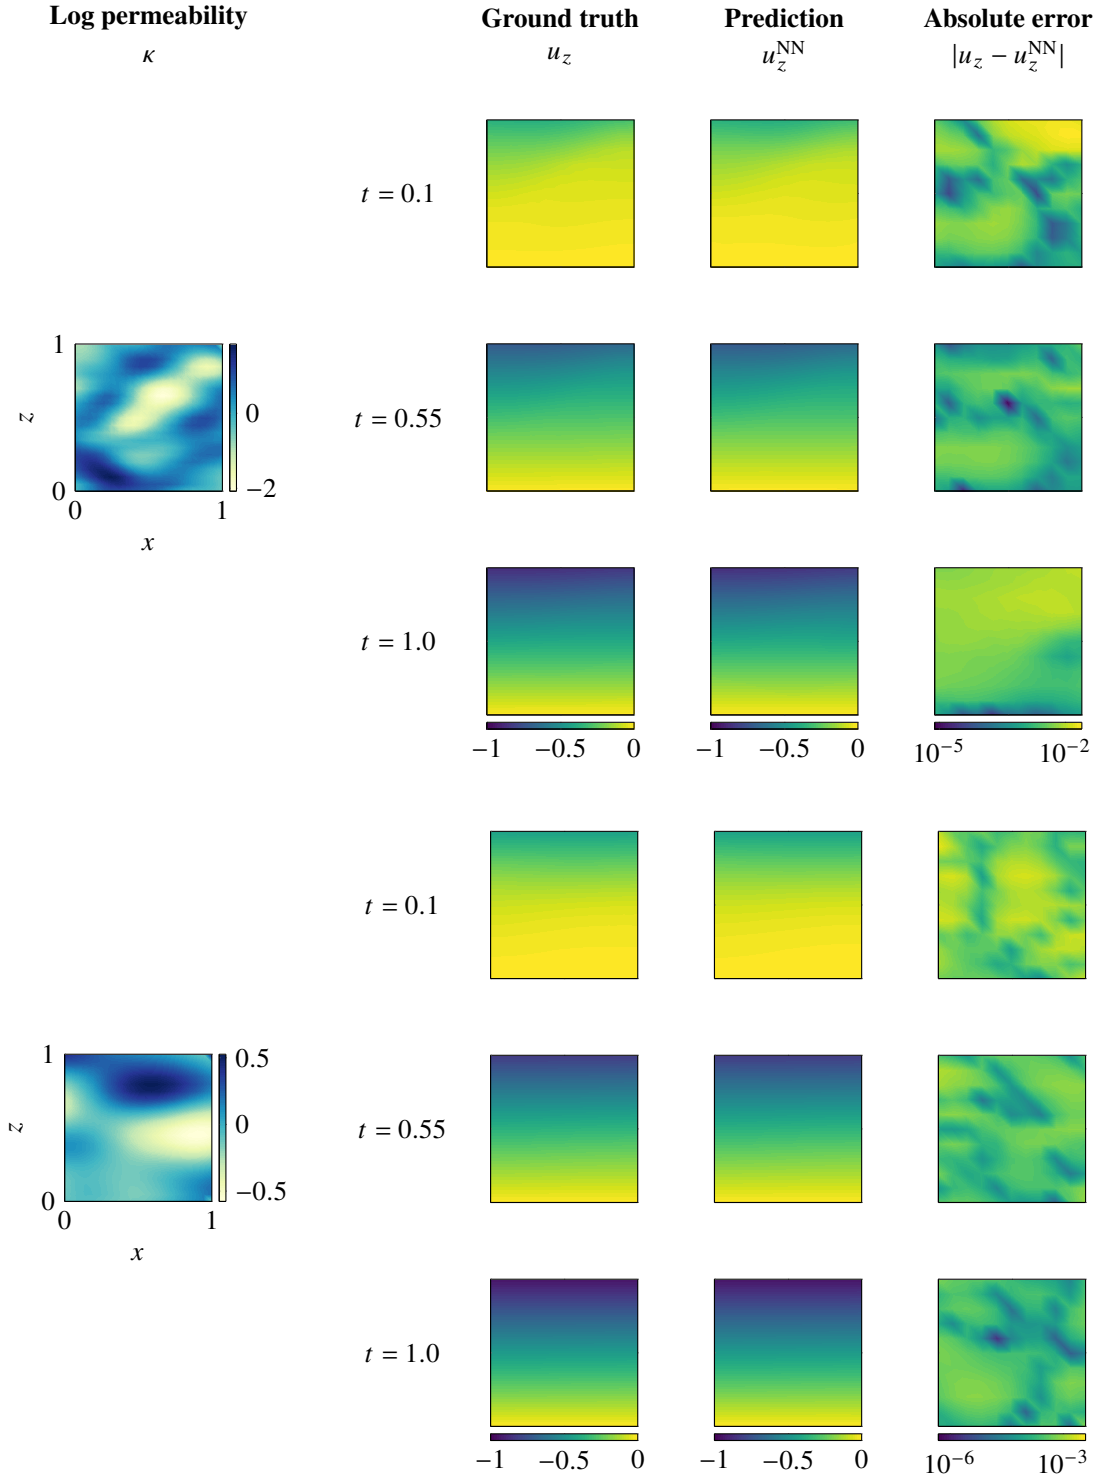 Log permeability Ground truth Prediction Absolute error
κ u_z u_z^NN |u_z − u_z^NN|
t = 0.1
1
0
z
−2
0
t = 0.55
0 1
x
t = 1.0
−1 −0.5 0 −1 −0.5 0 10^−5 10^−2
t = 0.1
1 0.5
z
0
t = 0.55
0 −0.5
0 1
x
t = 1.0
−1 −0.5 0 −1 −0.5 0 10^−6 10^−3